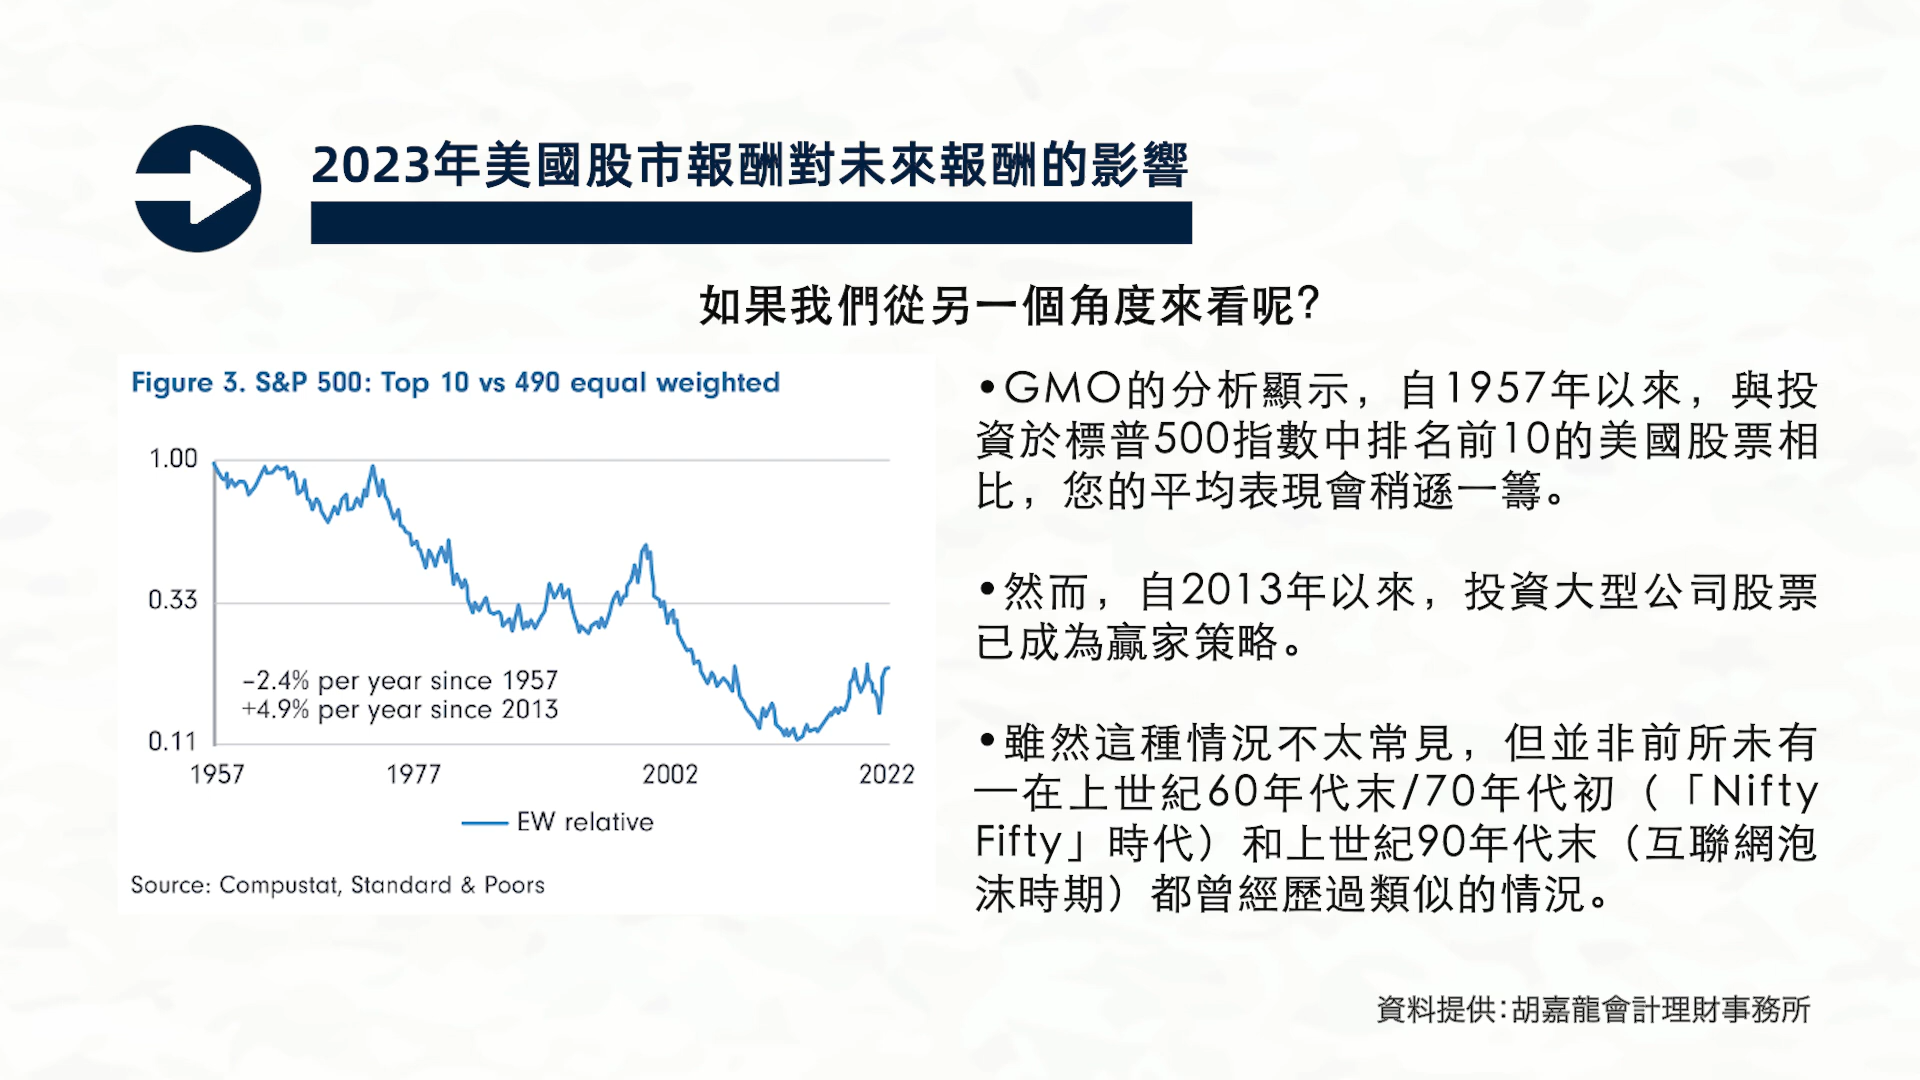 2023年美國股市報酬對未來報酬的影響
如果我們從另一個角度來看呢?
Figure 3. S&P 500: Top 10 vs 490 equal weighted
1.00
0.33
0.11
−2.4% per year since 1957
+4.9% per year since 2013
1957 1977 2002 2022
EW relative
Source: Compustat, Standard & Poors
•GMO的分析顯示，自1957年以來，與投
資於標普500指數中排名前10的美國股票相
比，您的平均表現會稍遜一籌。
•然而，自2013年以來，投資大型公司股票
已成為贏家策略。
•雖然這種情況不太常見，但並非前所未有
—在上世紀60年代末/70年代初（「Nifty
Fifty」時代）和上世紀90年代末（互聯網泡
沫時期）都曾經歷過類似的情況。
資料提供:胡嘉龍會計理財事務所